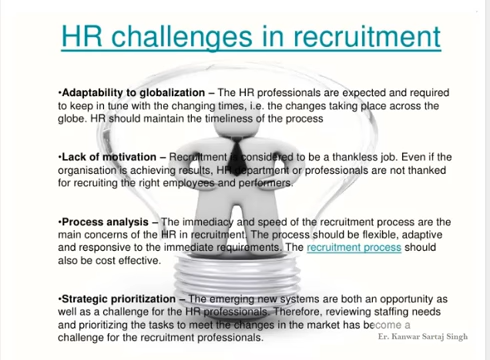 HR challenges in recruitment
•Adaptability to globalization – The HR professionals are expected and required
to keep in tune with the changing times, i.e. the changes taking place across the
globe. HR should maintain the timeliness of the process
•Lack of motivation – Recruitment is considered to be a thankless job. Even if the
organisation is achieving results, HR department or professionals are not thanked
for recruiting the right employees and performers.
•Process analysis – The immediacy and speed of the recruitment process are the
main concerns of the HR in recruitment. The process should be flexible, adaptive
and responsive to the immediate requirements. The recruitment process should
also be cost effective.
•Strategic prioritization – The emerging new systems are both an opportunity as
well as a challenge for the HR professionals. Therefore, reviewing staffing needs
and prioritizing the tasks to meet the changes in the market has become a
challenge for the recruitment professionals.
Er. Kanwar Sartaj Singh